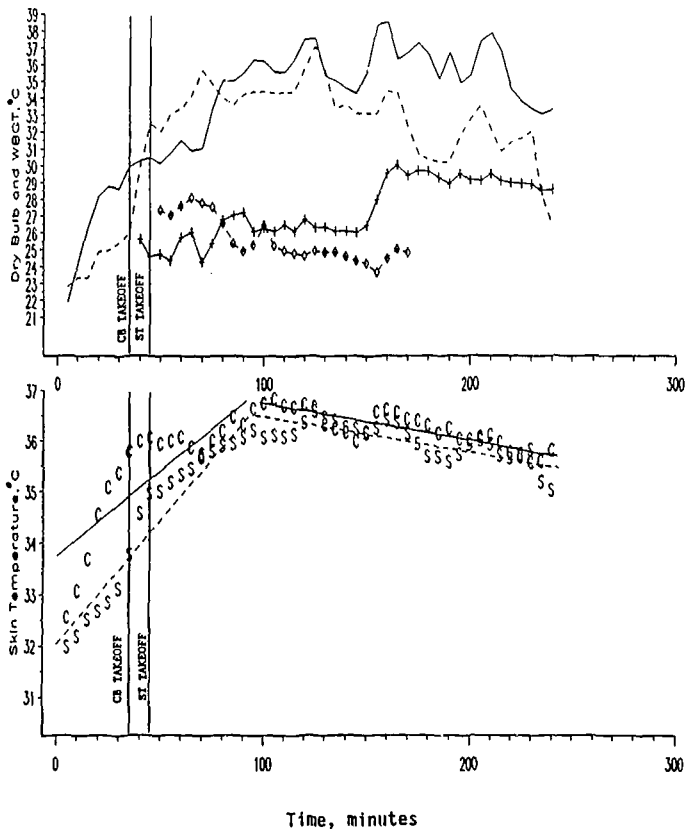 39
38
37
36
35
34
33
32
31
30
29
28
27
26
25
24
23
22
21
Dry Bulb and WBGT, °C
CB TAKEOFF
ST TAKEOFF
0 100 200 300
37
36
35
34
33
32
31
Skin Temperature, °C
CB TAKEOFF
ST TAKEOFF
0 100 200 300
Time, minutes